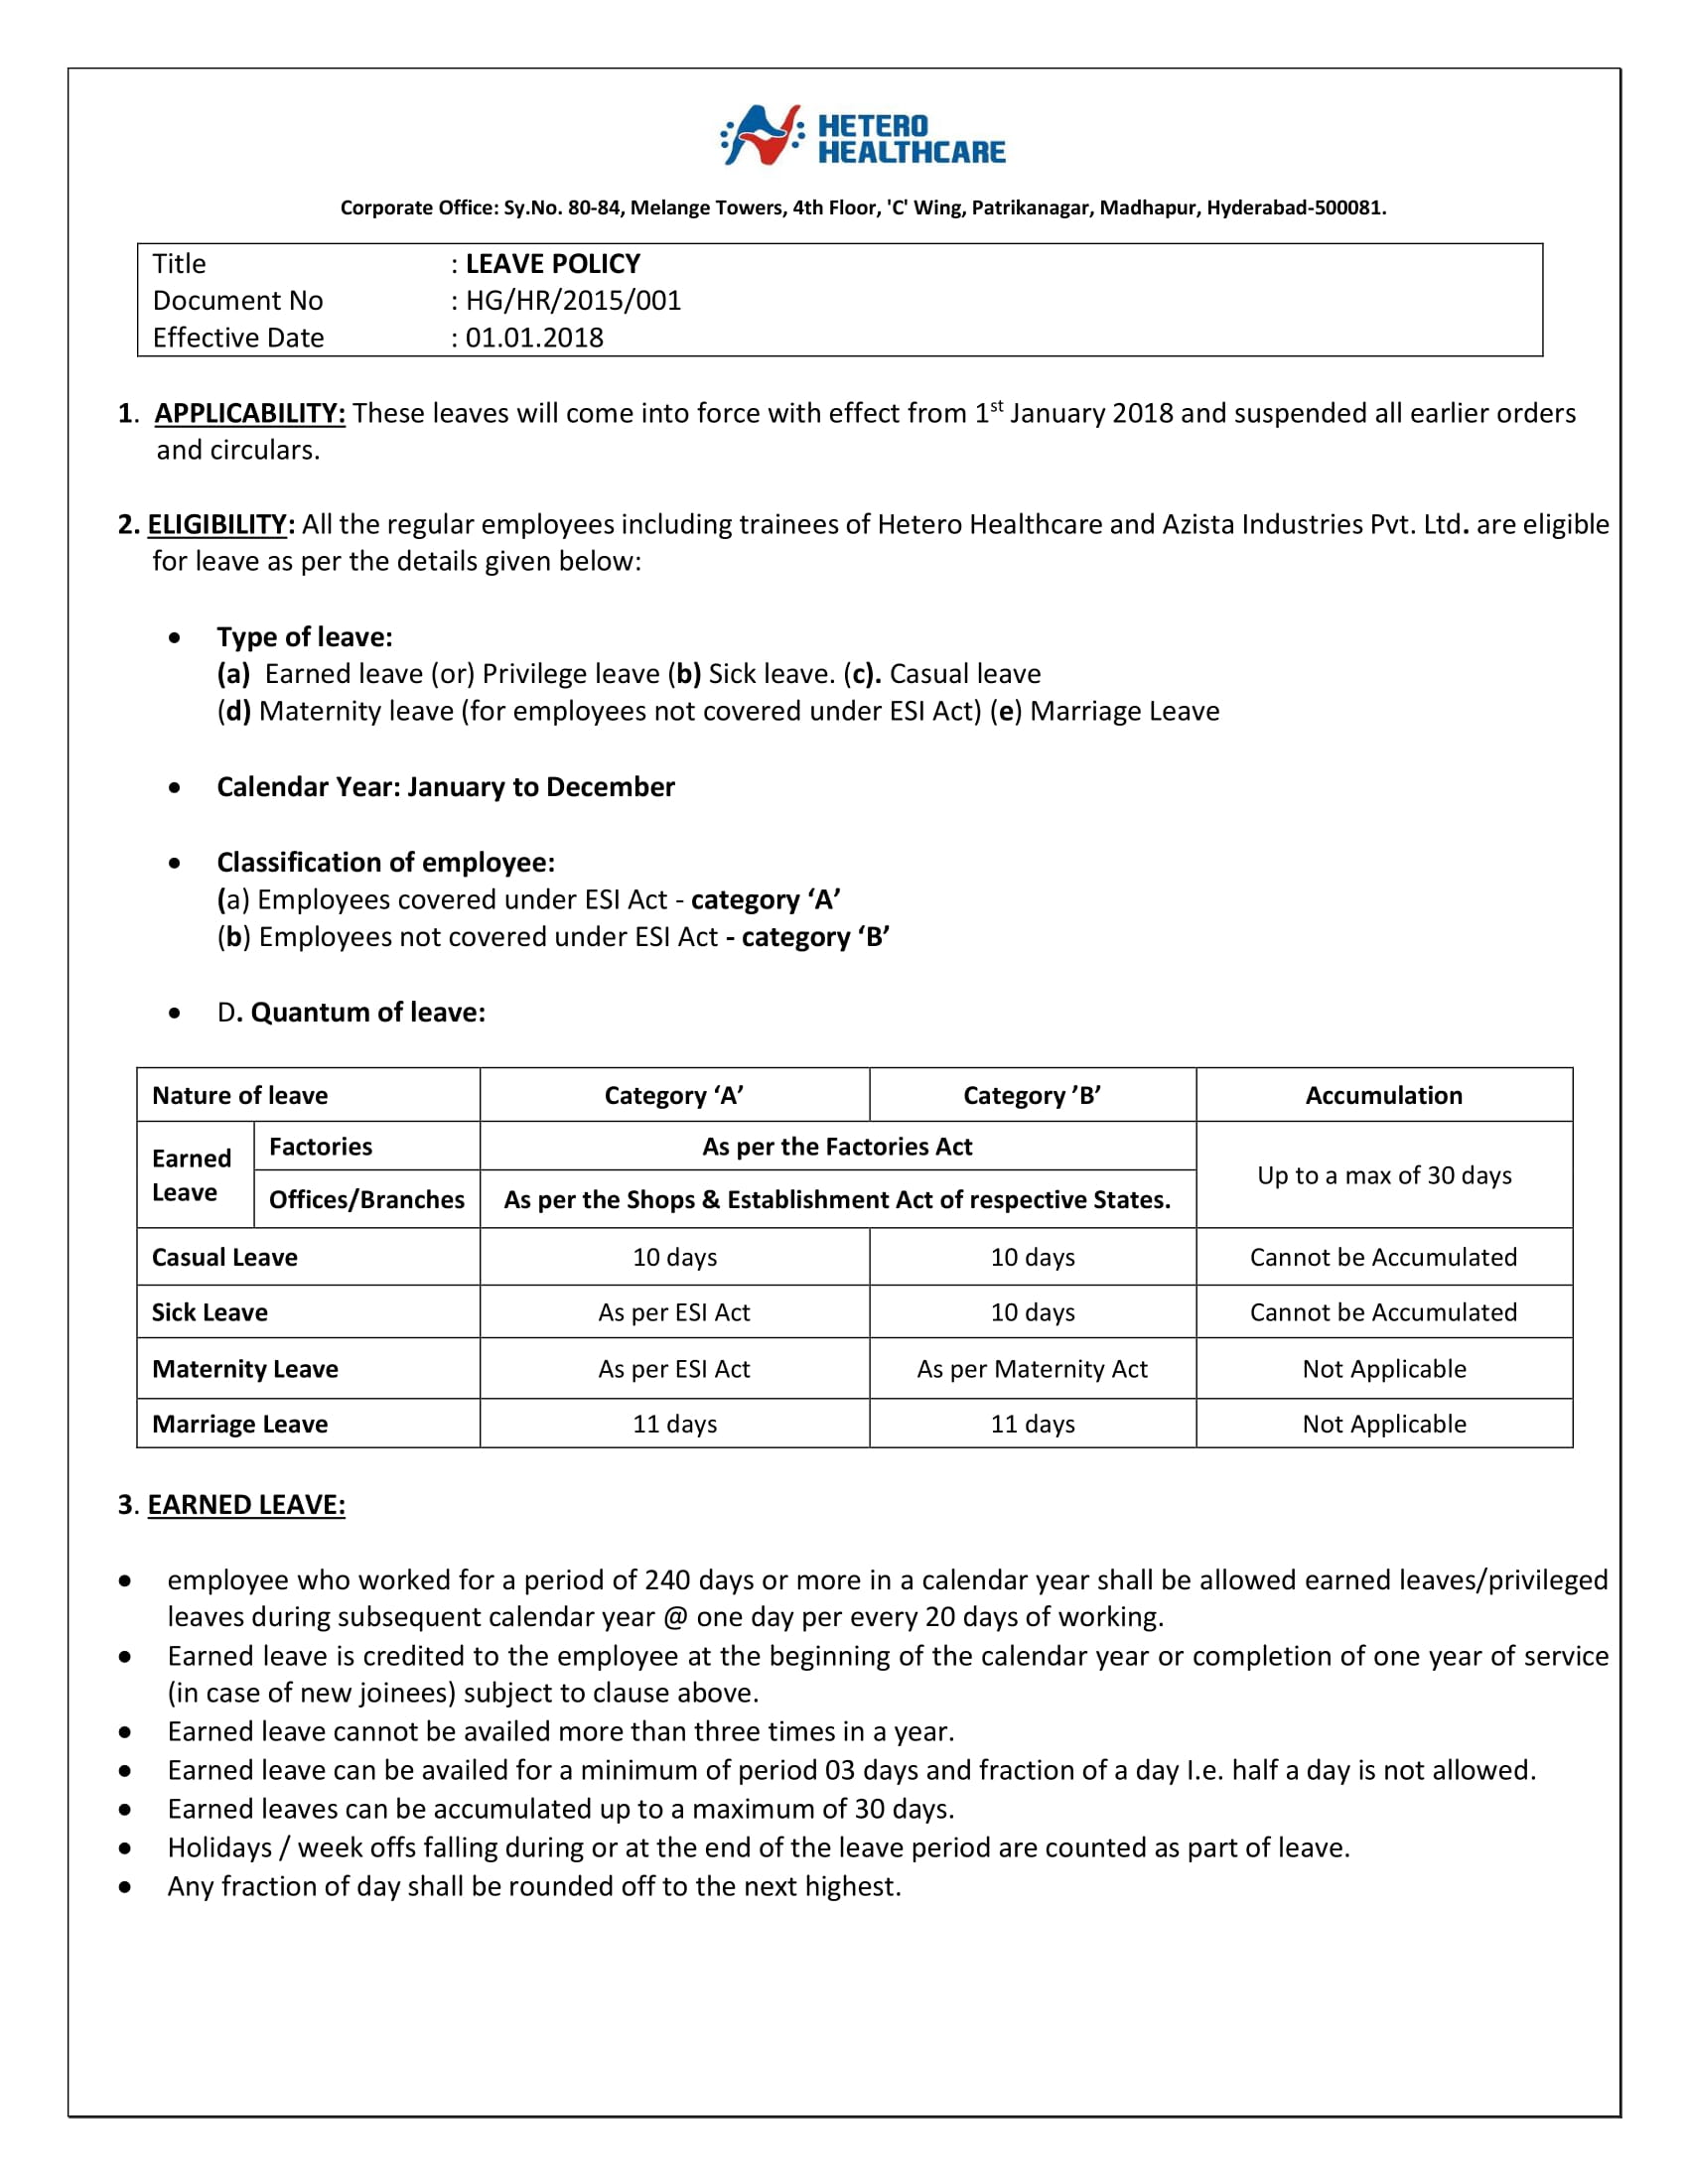 HETERO
HEALTHCARE
Corporate Office: Sy.No. 80-84, Melange Towers, 4th Floor, 'C' Wing, Patrikanagar, Madhapur, Hyderabad-500081.
Title : LEAVE POLICY
Document No : HG/HR/2015/001
Effective Date : 01.01.2018
1. APPLICABILITY: These leaves will come into force with effect from 1st January 2018 and suspended all earlier orders
and circulars.
2. ELIGIBILITY: All the regular employees including trainees of Hetero Healthcare and Azista Industries Pvt. Ltd. are eligible
for leave as per the details given below:
• Type of leave:
(a) Earned leave (or) Privilege leave (b) Sick leave. (c). Casual leave
(d) Maternity leave (for employees not covered under ESI Act) (e) Marriage Leave
• Calendar Year: January to December
• Classification of employee:
(a) Employees covered under ESI Act - category ‘A’
(b) Employees not covered under ESI Act - category ‘B’
• D. Quantum of leave:
Nature of leave Category ‘A’ Category ’B’ Accumulation
Earned Leave Factories As per the Factories Act Up to a max of 30 days
Offices/Branches As per the Shops & Establishment Act of respective States.
Casual Leave 10 days 10 days Cannot be Accumulated
Sick Leave As per ESI Act 10 days Cannot be Accumulated
Maternity Leave As per ESI Act As per Maternity Act Not Applicable
Marriage Leave 11 days 11 days Not Applicable
3. EARNED LEAVE:
• employee who worked for a period of 240 days or more in a calendar year shall be allowed earned leaves/privileged
leaves during subsequent calendar year @ one day per every 20 days of working.
• Earned leave is credited to the employee at the beginning of the calendar year or completion of one year of service
(in case of new joinees) subject to clause above.
• Earned leave cannot be availed more than three times in a year.
• Earned leave can be availed for a minimum of period 03 days and fraction of a day I.e. half a day is not allowed.
• Earned leaves can be accumulated up to a maximum of 30 days.
• Holidays / week offs falling during or at the end of the leave period are counted as part of leave.
• Any fraction of day shall be rounded off to the next highest.